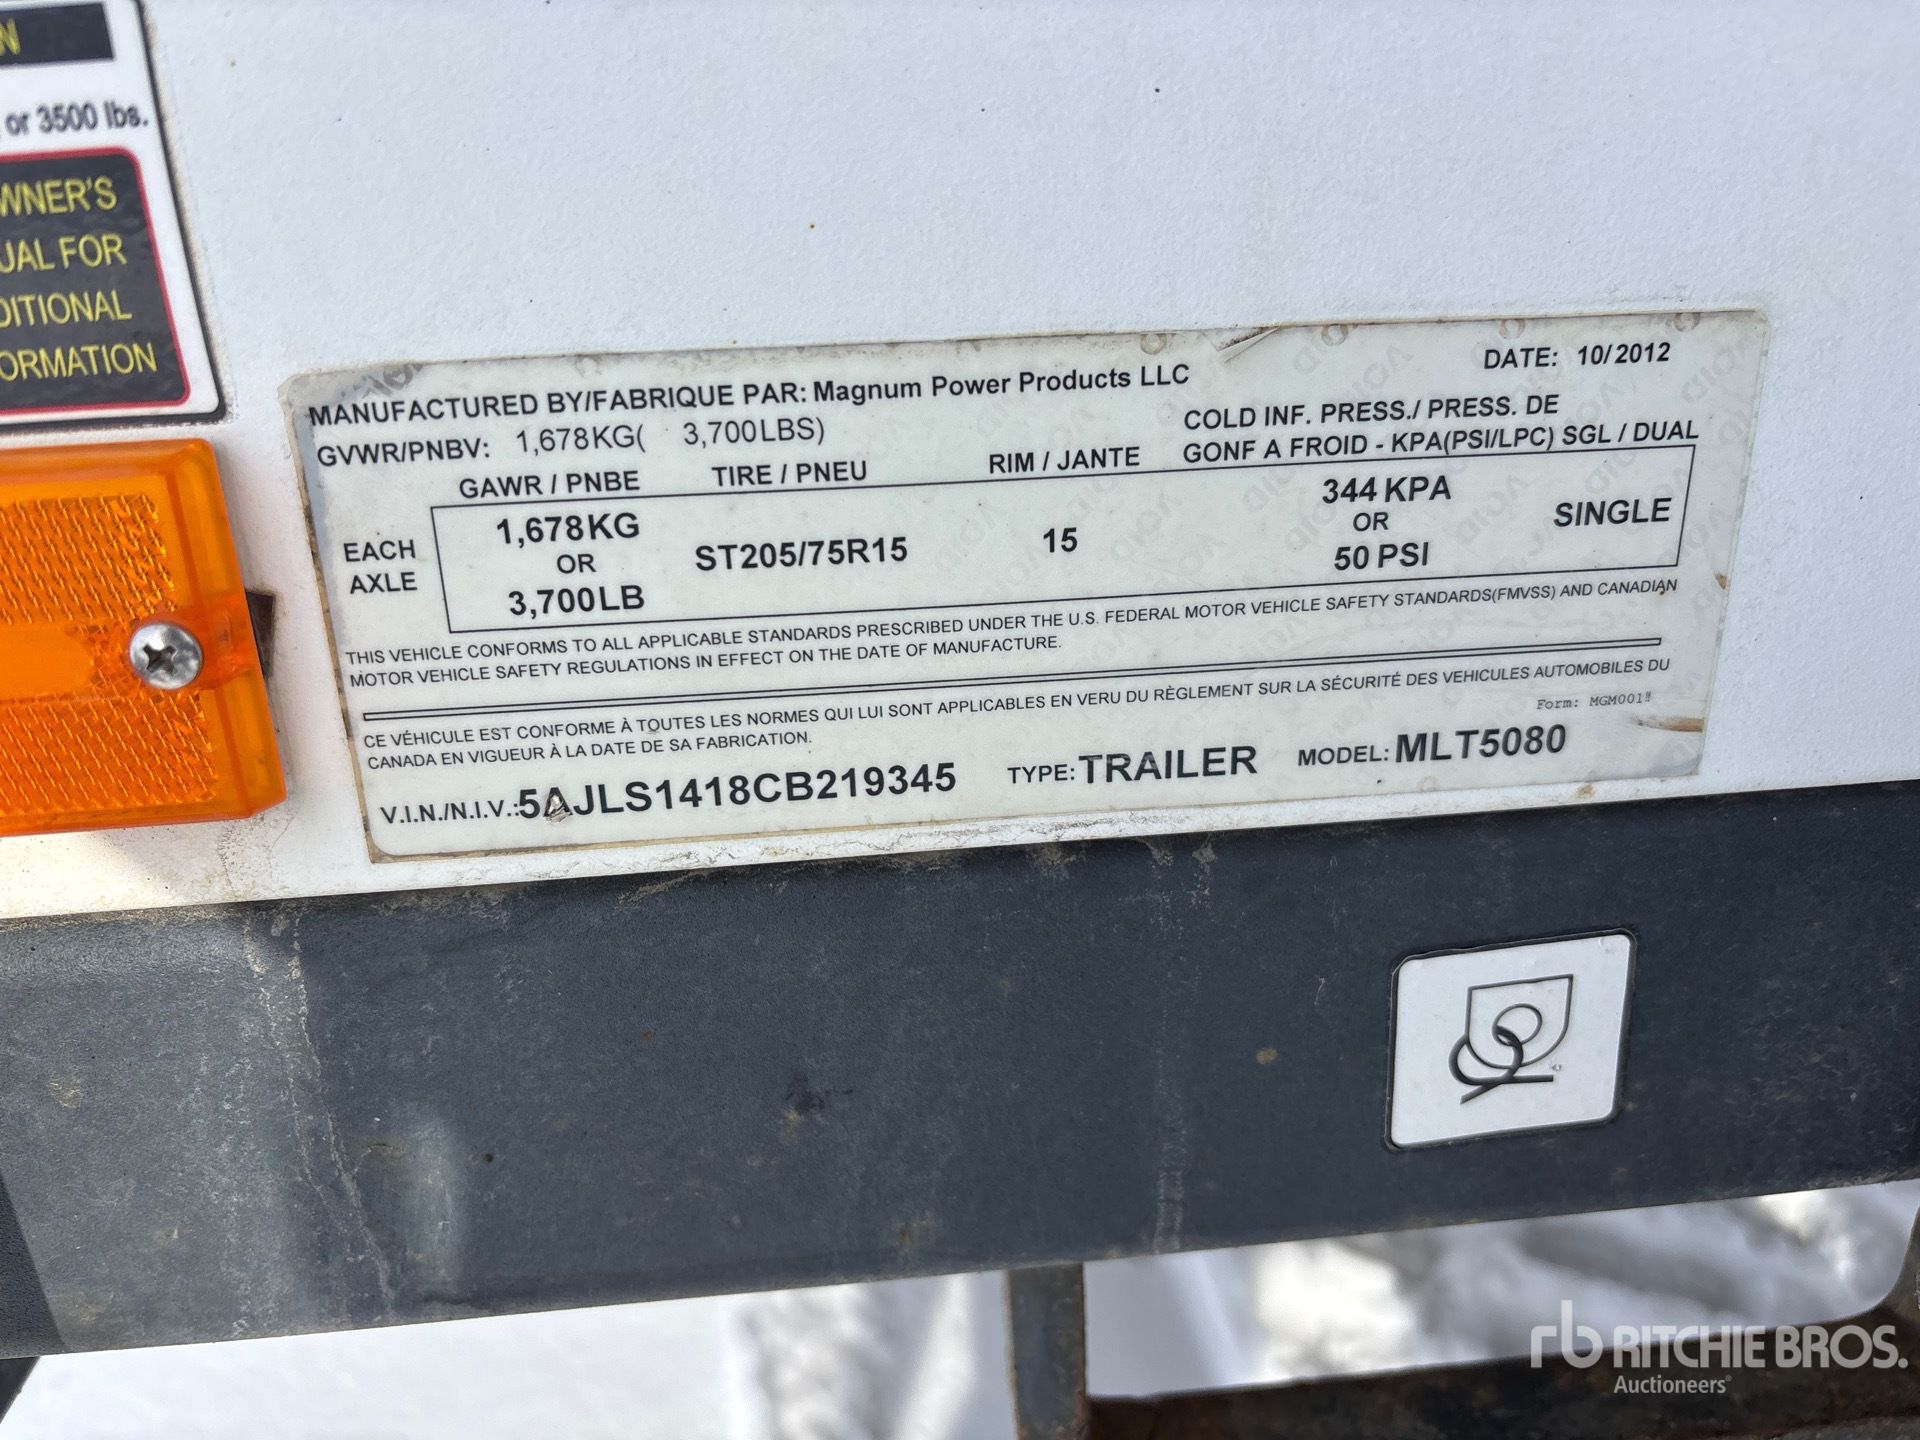 N
or 3500 lbs.
WNER'S
UAL FOR
DITIONAL
ORMATION
MANUFACTURED BY/FABRIQUE PAR: Magnum Power Products LLC
DATE: 10/2012
GVWR/PNBV: 1,678KG( 3,700LBS)
COLD INF. PRESS./ PRESS. DE
GONF A FROID - KPA(PSI/LPC) SGL / DUAL
GAWR / PNBE TIRE / PNEU RIM / JANTE
EACH AXLE
1,678KG
OR
3,700LB
ST205/75R15
15
344 KPA
OR
50 PSI
SINGLE
THIS VEHICLE CONFORMS TO ALL APPLICABLE STANDARDS PRESCRIBED UNDER THE U.S. FEDERAL MOTOR VEHICLE SAFETY STANDARDS(FMVSS) AND CANADIAN
MOTOR VEHICLE SAFETY REGULATIONS IN EFFECT ON THE DATE OF MANUFACTURE.
CE VÉHICULE EST CONFORME À TOUTES LES NORMES QUI LUI SONT APPLICABLES EN VERU DU RÈGLEMENT SUR LA SÉCURITÉ DES VEHICULES AUTOMOBILES DU
CANADA EN VIGUEUR À LA DATE DE SA FABRICATION.
Form: MGM001
V.I.N./N.I.V.:5AJLS1418CB219345 TYPE:TRAILER MODEL:MLT5080
rb RITCHIE BROS.
Auctioneers